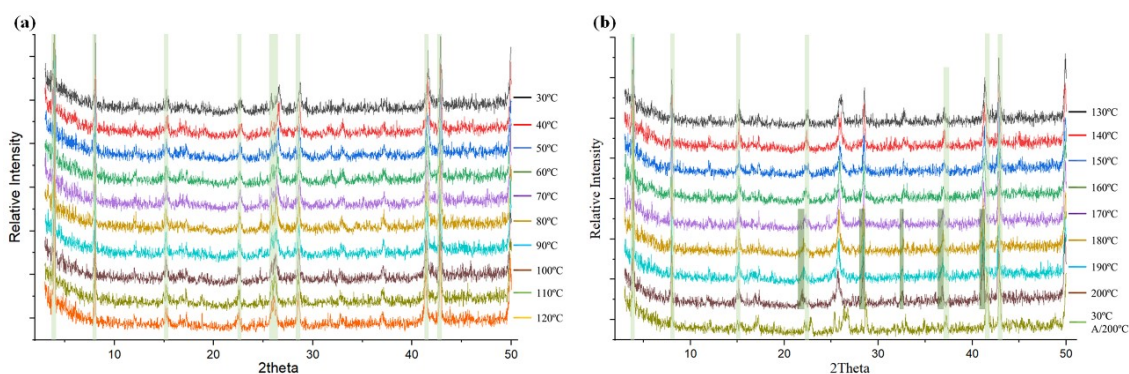 (a)
Relative Intensity
30ºC
40ºC
50ºC
60ºC
70ºC
80ºC
90ºC
100ºC
110ºC
120ºC
10 20 30 40 50
2theta
(b)
Relative Intensity
130ºC
140ºC
150ºC
160ºC
170ºC
180ºC
190ºC
200ºC
30ºC
A/200ºC
10 20 30 40 50
2Theta